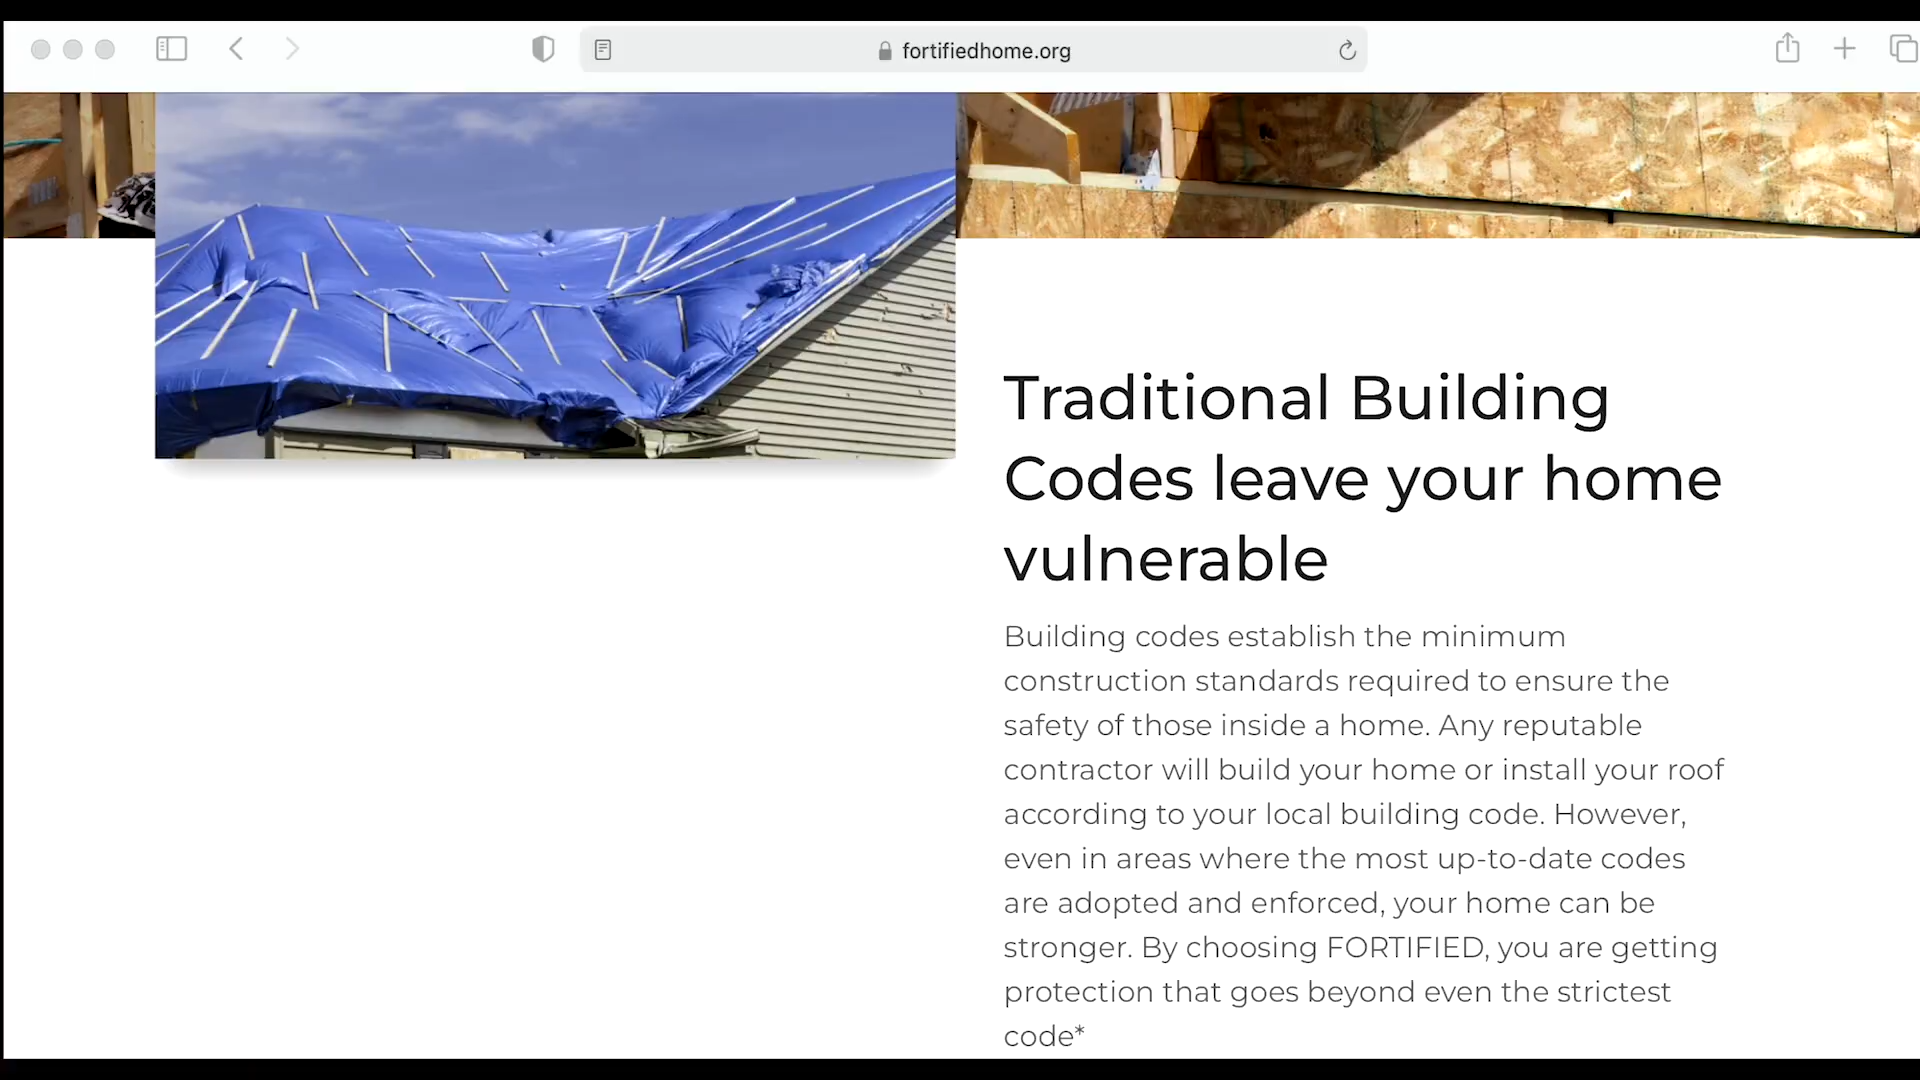 fortifiedhome.org
Traditional Building
Codes leave your home
vulnerable
Building codes establish the minimum
construction standards required to ensure the
safety of those inside a home. Any reputable
contractor will build your home or install your roof
according to your local building code. However,
even in areas where the most up-to-date codes
are adopted and enforced, your home can be
stronger. By choosing FORTIFIED, you are getting
protection that goes beyond even the strictest
code*